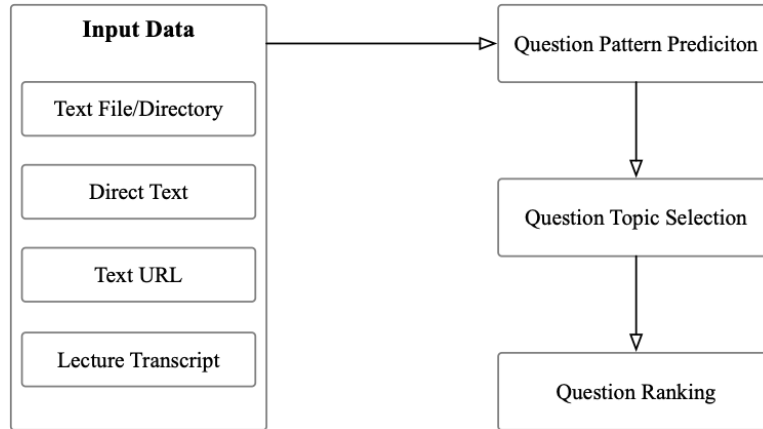 Input Data
Text File/Directory
Direct Text
Text URL
Lecture Transcript
Question Pattern Prediciton
Question Topic Selection
Question Ranking